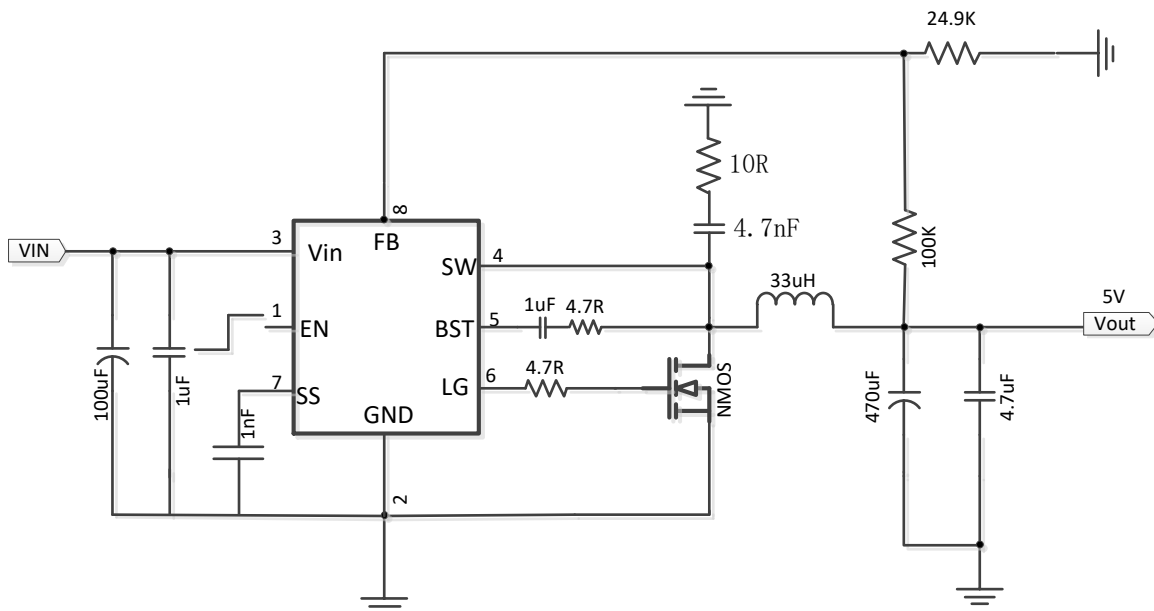 24.9K
10R
4.7nF
100K
VIN
3
Vin
8
FB
SW
4
33uH
5V
Vout
1
EN
BST
5
1uF
4.7R
100uF
1uF
7
SS
1nF
LG
6
4.7R
NMOS
470uF
4.7uF
GND
2